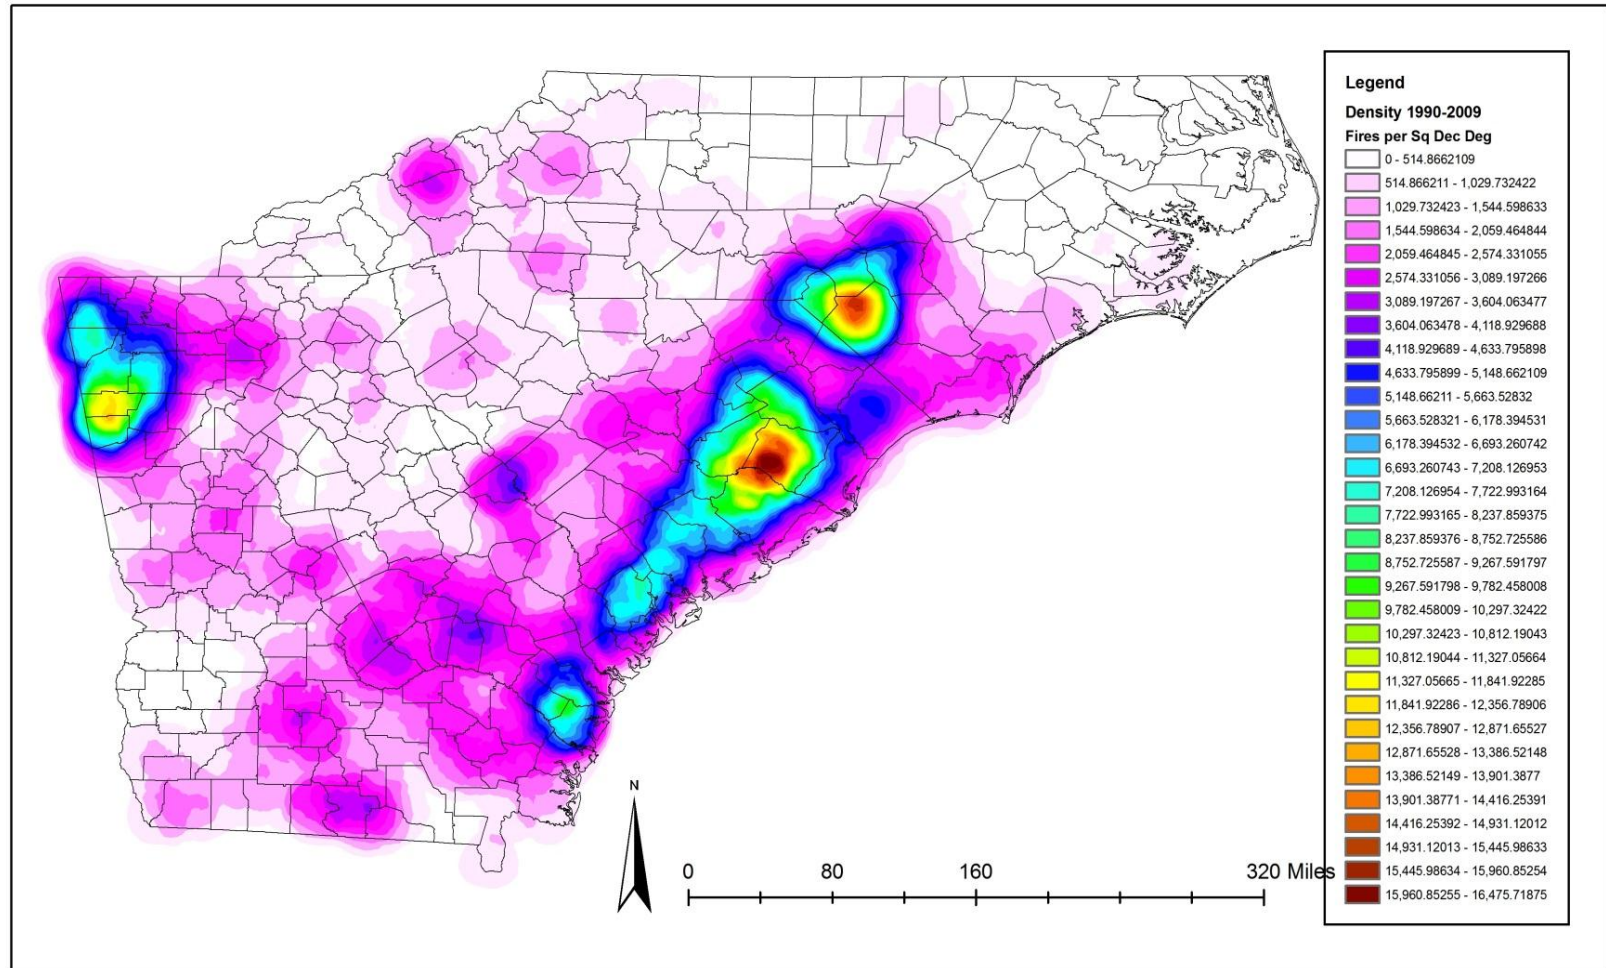 Legend
Density 1990-2009
Fires per Sq Dec Deg
0 - 514.8662109
514.866211 - 1,029.732422
1,029.732423 - 1,544.598633
1,544.598634 - 2,059.464844
2,059.464845 - 2,574.331055
2,574.331056 - 3,089.197266
3,089.197267 - 3,604.063477
3,604.063478 - 4,118.929688
4,118.929689 - 4,633.795898
4,633.795899 - 5,148.662109
5,148.66211 - 5,663.52832
5,663.528321 - 6,178.394531
6,178.394532 - 6,693.260742
6,693.260743 - 7,208.126953
7,208.126954 - 7,722.993164
7,722.993165 - 8,237.859375
8,237.859376 - 8,752.725586
8,752.725587 - 9,267.591797
9,267.591798 - 9,782.458008
9,782.458009 - 10,297.32422
10,297.32423 - 10,812.19043
10,812.19044 - 11,327.05664
11,327.05665 - 11,841.92285
11,841.92286 - 12,356.78906
12,356.78907 - 12,871.65527
12,871.65528 - 13,386.52148
13,386.52149 - 13,901.3877
13,901.38771 - 14,416.25391
14,416.25392 - 14,931.12012
14,931.12013 - 15,445.98633
15,445.98634 - 15,960.85254
15,960.85255 - 16,475.71875
N
0 80 160 320 Miles